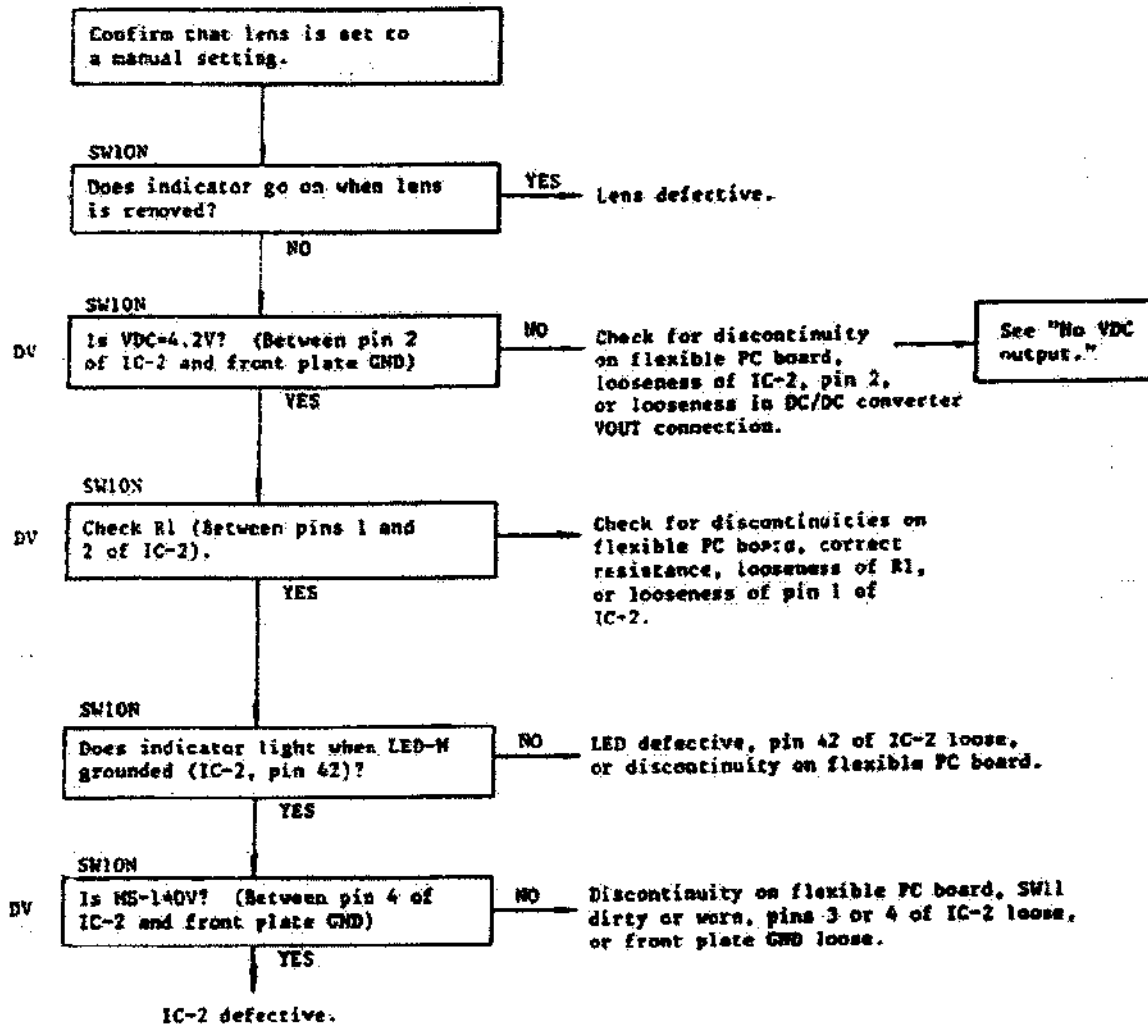 Confirm that lens is set to
a manual setting.
SW1ON
Does indicator go on when lens
is removed?
YES
Lens defective.
NO
SW1ON
DV
Is VDC=4.2V? (Between pin 2
of IC-2 and front plate GND)
NO
Check for discontinuity
on flexible PC board,
looseness of IC-2, pin 2,
or looseness in DC/DC converter
VOUT connection.
See "No VDC
output."
YES
SW1ON
DV
Check R1 (Between pins 1 and
2 of IC-2).
Check for discontinuities on
flexible PC board, correct
resistance, looseness of R1,
or looseness of pin 1 of
IC-2.
YES
SW1ON
Does indicator light when LED-M
grounded (IC-2, pin 42)?
NO
LED defective, pin 42 of IC-2 loose,
or discontinuity on flexible PC board.
YES
SW1ON
DV
Is (Between pin 4 of
IC-2 and front plate GND)
NO
Discontinuity on flexible PC board, SW11
dirty or worn, pins 3 or 4 of IC-2 loose,
or front plate GND loose.
YES
IC-2 defective.